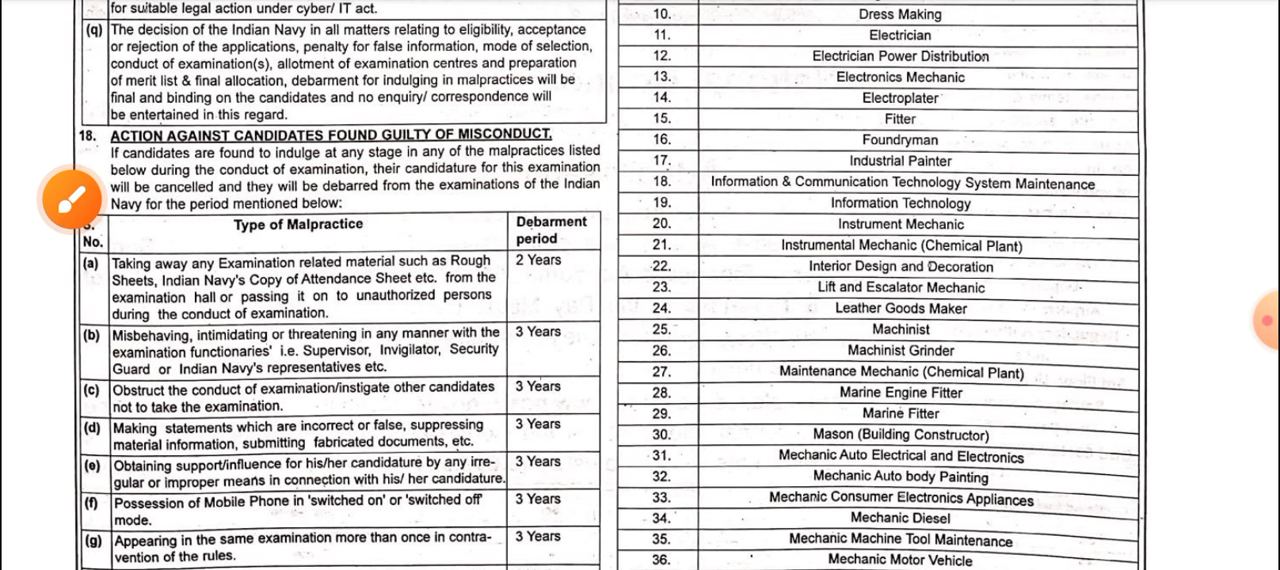 for suitable legal action under cyber/ IT act.
(q) The decision of the Indian Navy in all matters relating to eligibility, acceptance
or rejection of the applications, penalty for false information, mode of selection,
conduct of examination(s), allotment of examination centres and preparation
of merit list & final allocation, debarment for indulging in malpractices will be
final and binding on the candidates and no enquiry/ correspondence will
be entertained in this regard.
18. ACTION AGAINST CANDIDATES FOUND GUILTY OF MISCONDUCT.
If candidates are found to indulge at any stage in any of the malpractices listed
below during the conduct of examination, their candidature for this examination
will be cancelled and they will be debarred from the examinations of the Indian
Navy for the period mentioned below:
S. Type of Malpractice Debarment
No. period
(a) Taking away any Examination related material such as Rough 2 Years
Sheets, Indian Navy's Copy of Attendance Sheet etc. from the
examination hall or passing it on to unauthorized persons
during the conduct of examination.
(b) Misbehaving, intimidating or threatening in any manner with the 3 Years
examination functionaries' i.e. Supervisor, Invigilator, Security
Guard or Indian Navy's representatives etc.
(c) Obstruct the conduct of examination/instigate other candidates 3 Years
not to take the examination.
(d) Making statements which are incorrect or false, suppressing 3 Years
material information, submitting fabricated documents, etc.
(e) Obtaining support/influence for his/her candidature by any irre- 3 Years
gular or improper means in connection with his/ her candidature.
(f) Possession of Mobile Phone in 'switched on' or 'switched off' 3 Years
mode.
(g) Appearing in the same examination more than once in contra- 3 Years
vention of the rules.
10. Dress Making
11. Electrician
12. Electrician Power Distribution
13. Electronics Mechanic
14. Electroplater
15. Fitter
16. Foundryman
17. Industrial Painter
18. Information & Communication Technology System Maintenance
19. Information Technology
20. Instrument Mechanic
21. Instrumental Mechanic (Chemical Plant)
22. Interior Design and Decoration
23. Lift and Escalator Mechanic
24. Leather Goods Maker
25. Machinist
26. Machinist Grinder
27. Maintenance Mechanic (Chemical Plant)
28. Marine Engine Fitter
29. Marine Fitter
30. Mason (Building Constructor)
31. Mechanic Auto Electrical and Electronics
32. Mechanic Auto body Painting
33. Mechanic Consumer Electronics Appliances
34. Mechanic Diesel
35. Mechanic Machine Tool Maintenance
36. Mechanic Motor Vehicle